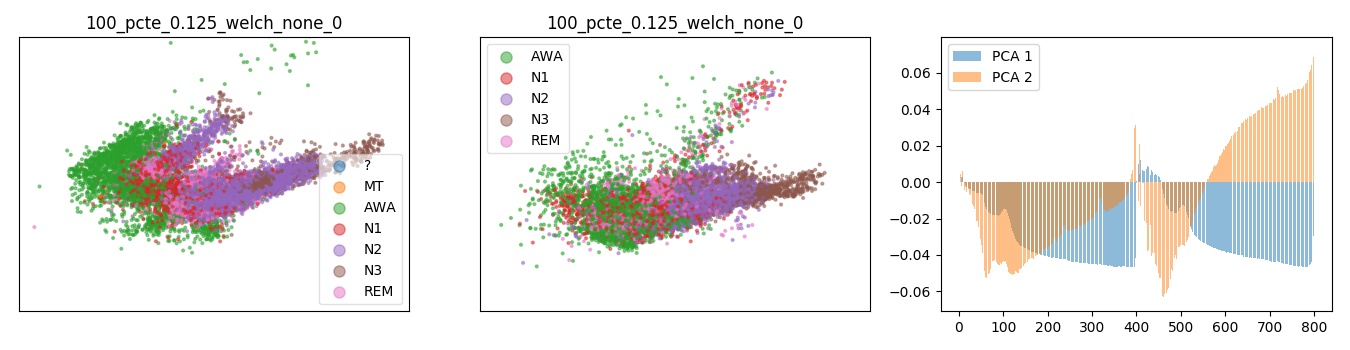 100_pcte_0.125_welch_none_0
?
MT
AWA
N1
N2
N3
REM
100_pcte_0.125_welch_none_0
AWA
N1
N2
N3
REM
PCA 1
PCA 2
0.06
0.04
0.02
0.00
−0.02
−0.04
−0.06
0 100 200 300 400 500 600 700 800